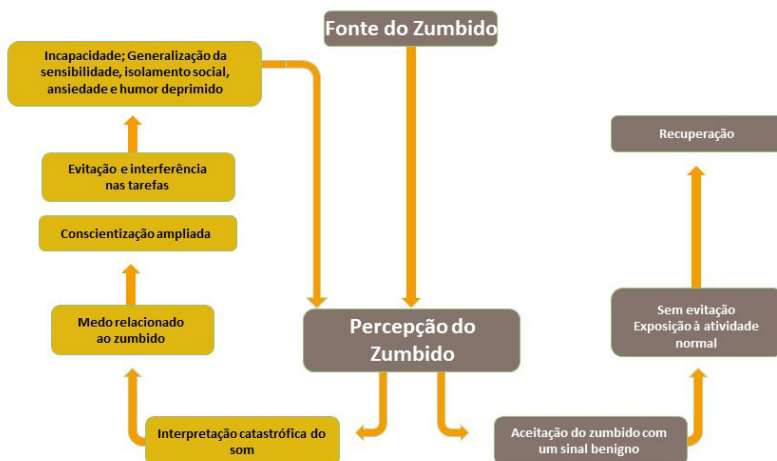 Fonte do Zumbido
Incapacidade; Generalização da
sensibilidade, isolamento social,
ansiedade e humor deprimido
Recuperação
Evitação e interferência
nas tarefas
Conscientização ampliada
Medo relacionado
ao zumbido
Percepção do
Zumbido
Sem evitação
Exposição à atividade
normal
Interpretação catastrófica do
som
Aceitação do zumbido com
um sinal benigno